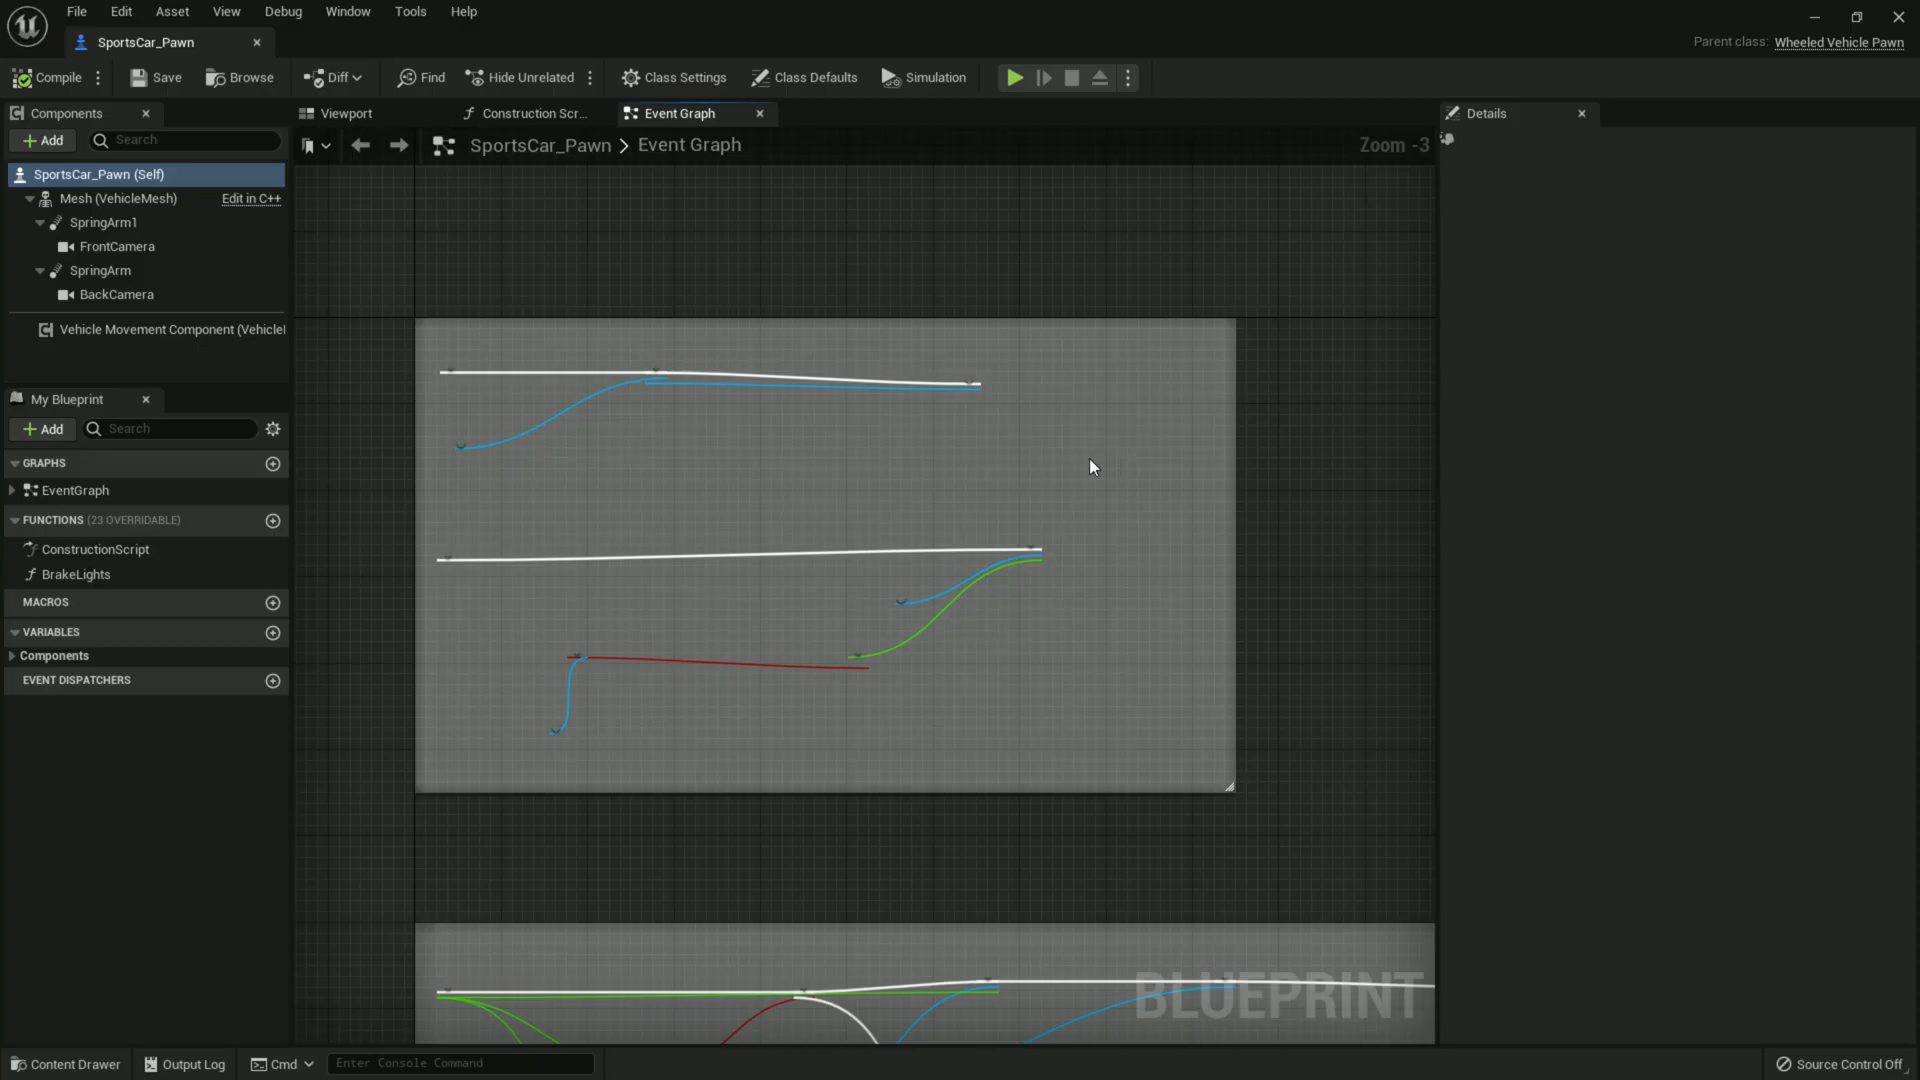 File Edit Asset View Debug Window Tools Help
SportsCar_Pawn
Parent class: Wheeled Vehicle Pawn
Compile Save Browse Diff Find Hide Unrelated Class Settings Class Defaults Simulation
Components
Viewport Construction Scr... Event Graph
Details
Add Search
SportsCar_Pawn > Event Graph
Zoom -3
SportsCar_Pawn (Self)
Mesh (VehicleMesh) Edit in C++
SpringArm1
FrontCamera
SpringArm
BackCamera
Vehicle Movement Component (Vehicle
My Blueprint
Add Search
GRAPHS
EventGraph
FUNCTIONS (23 OVERRIDABLE)
ConstructionScript
BrakeLights
MACROS
VARIABLES
Components
EVENT DISPATCHERS
BLUEPRINT
Content Drawer Output Log Cmd Enter Console Command
Source Control Off